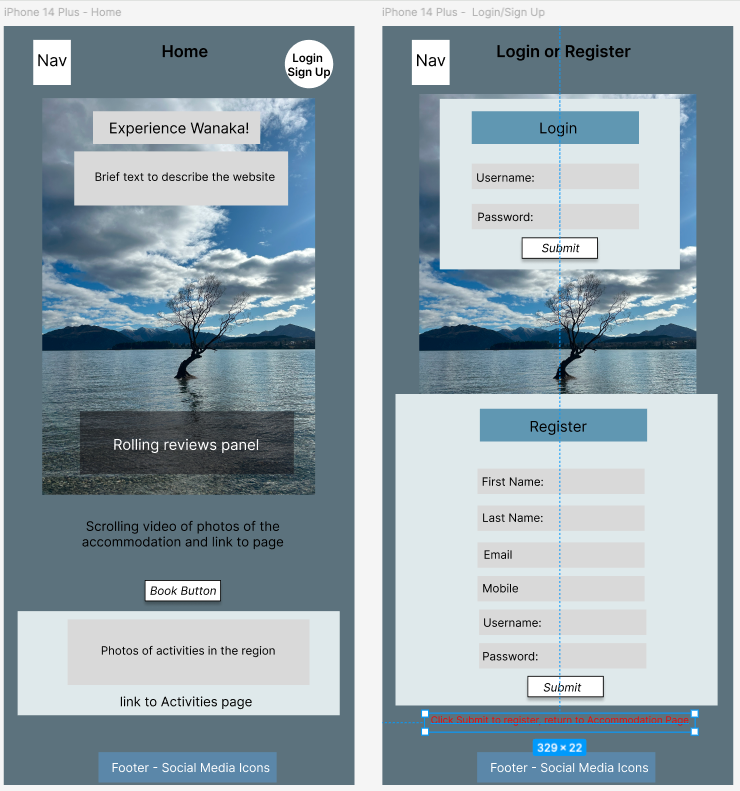 iPhone 14 Plus - Home
Nav
Home
Login
Sign Up
Experience Wanaka!
Brief text to describe the website
Rolling reviews panel
Scrolling video of photos of the
accommodation and link to page
Book Button
Photos of activities in the region
link to Activities page
Footer - Social Media Icons
iPhone 14 Plus - Login/Sign Up
Nav
Login or Register
Login
Username:
Password:
Submit
Register
First Name:
Last Name:
Email
Mobile
Username:
Password:
Submit
Click Submit to register, return to Accommodation Page
329 × 22
Footer - Social Media Icons